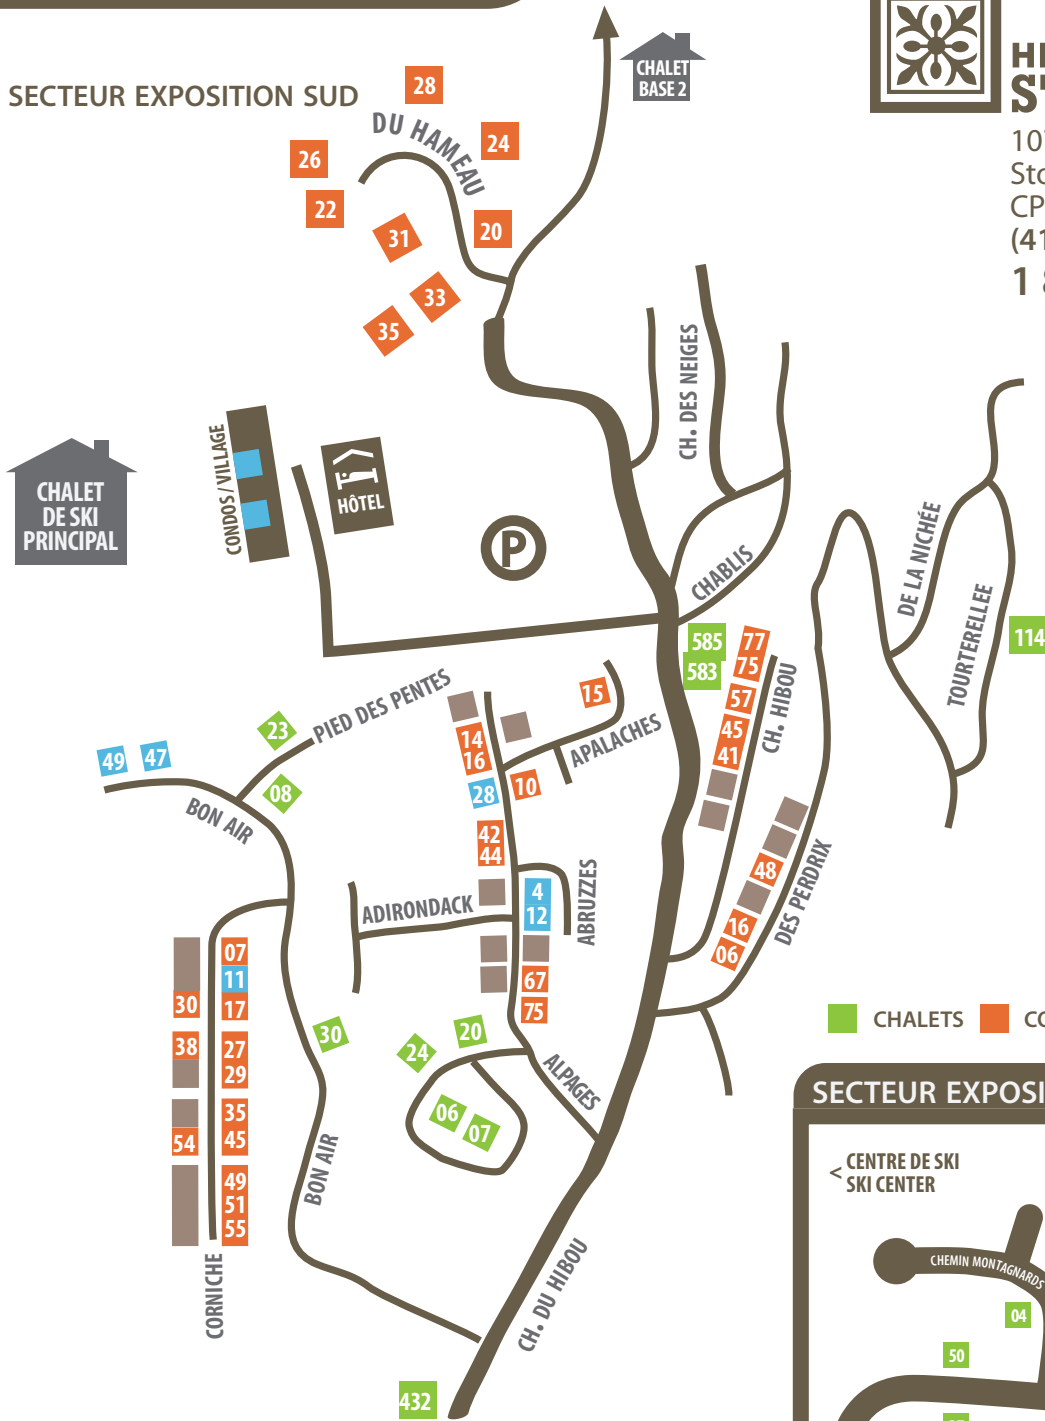 SECTEUR EXPOSITION SUD
28
DU HAMEAU
24
26
22
31
20
33
35
CHALET
BASE 2
(41
CH. DES NEIGES
CONDOS / VILLAGE
HÔTEL
CHALET
DE SKI
PRINCIPAL
P
CHABLIS
DE LA NICHÉE
TOURTERELLEE
114
585
583
77
75
57
45
41
CH. HIBOU
PIED DES PENTES
23
08
49
47
BON AIR
14
16
28
10
15
APALACHES
42
44
ADIRONDACK
4
12
ABRUZZES
67
75
48
16
06
DES PERDRIX
07
11
17
30
38
27
29
35
45
54
49
51
55
CORNICHE
30
BON AIR
20
24
06
07
ALPAGES
CH. DU HIBOU
432
CHALETS
SECTEUR EXPOSI
< CENTRE DE SKI
SKI CENTER
CHEMIN MONTAGNARDS
04
50